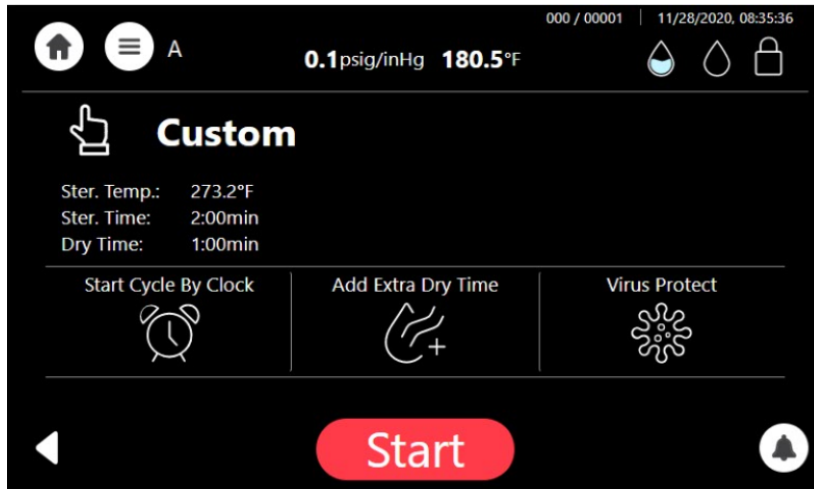 000 / 00001 | 11/28/2020, 08:35:36
A
0.1psig/inHg 180.5°F
Custom
Ster. Temp.: 273.2°F
Ster. Time: 2:00min
Dry Time: 1:00min
Start Cycle By Clock Add Extra Dry Time Virus Protect
Start